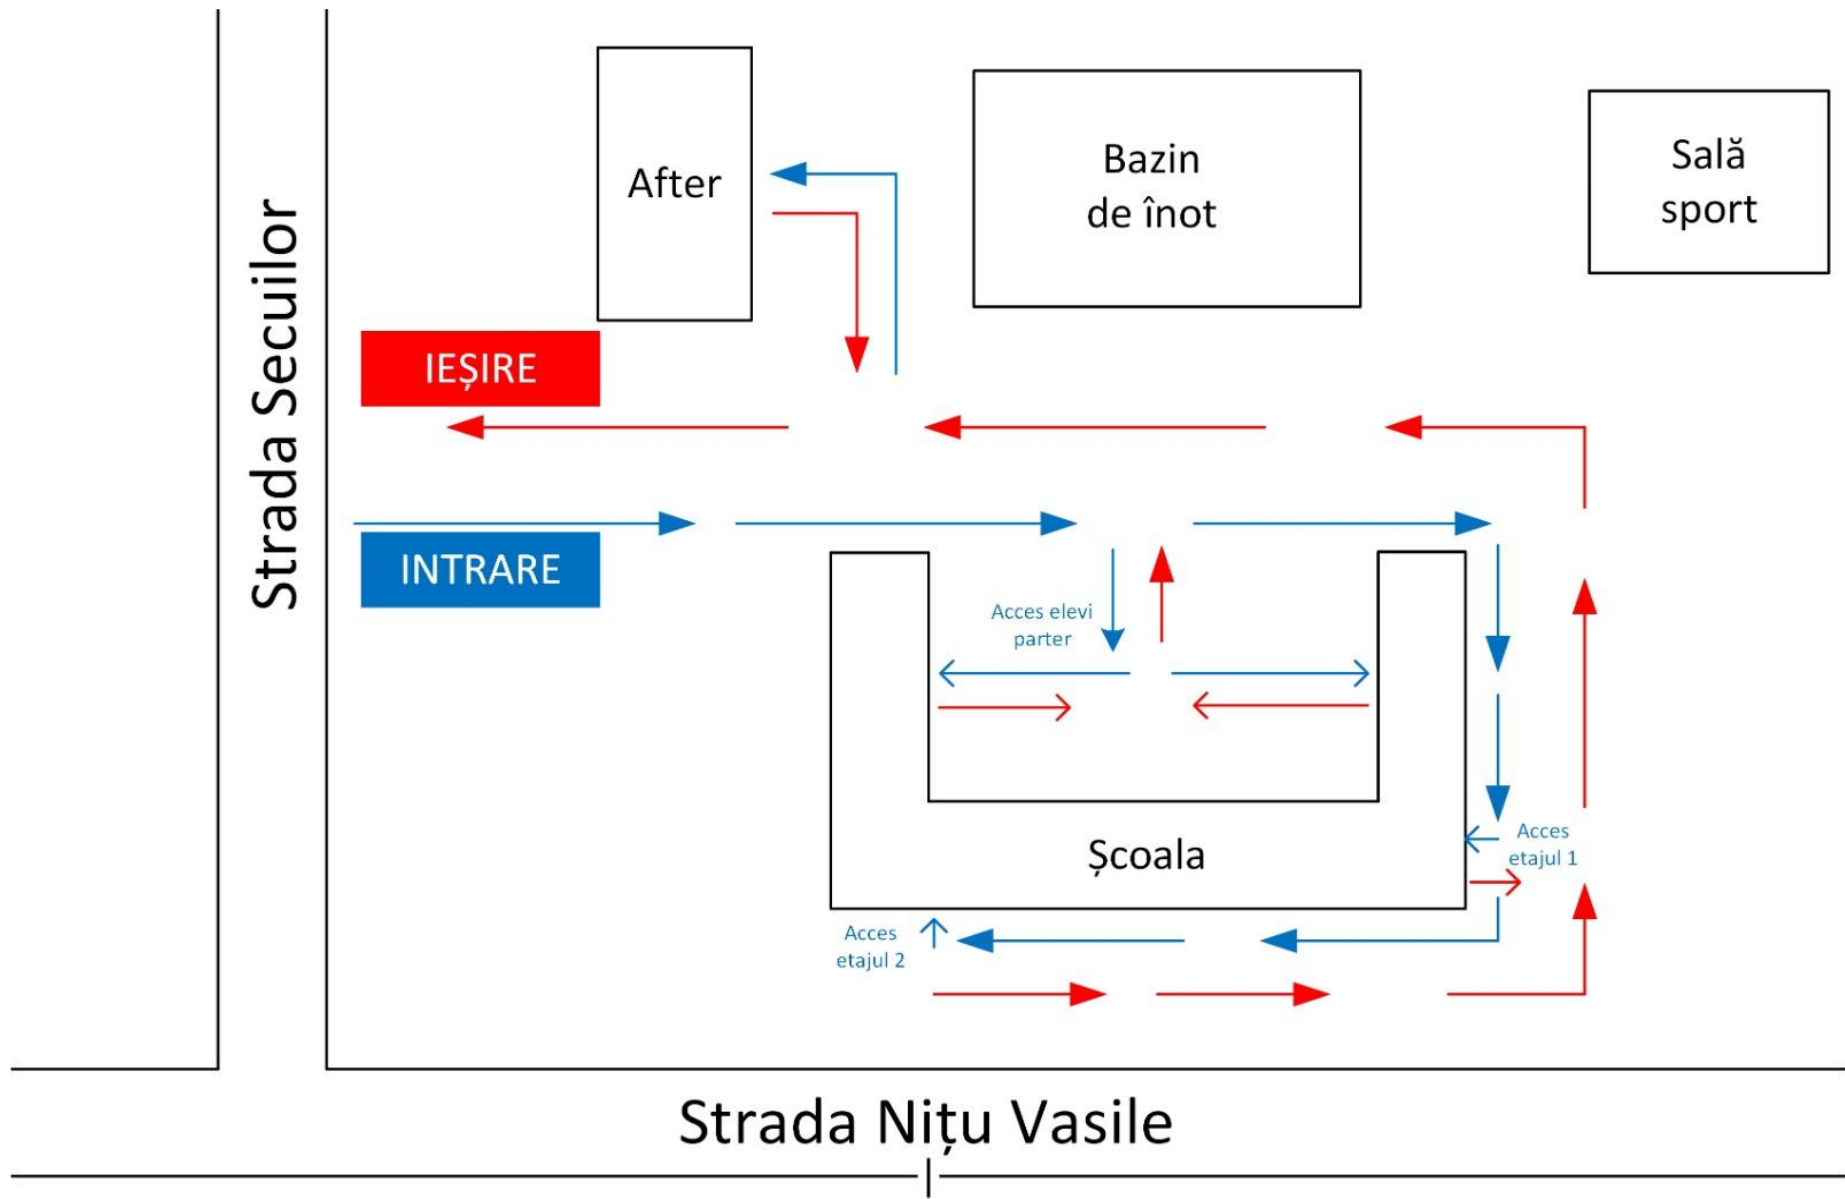 After
Bazin
de înot
Sală
sport
Strada Secuilor
IEȘIRE
INTRARE
Acces elevi
parter
Școala
Acces
etajul 1
Acces
etajul 2
Strada Nițu Vasile